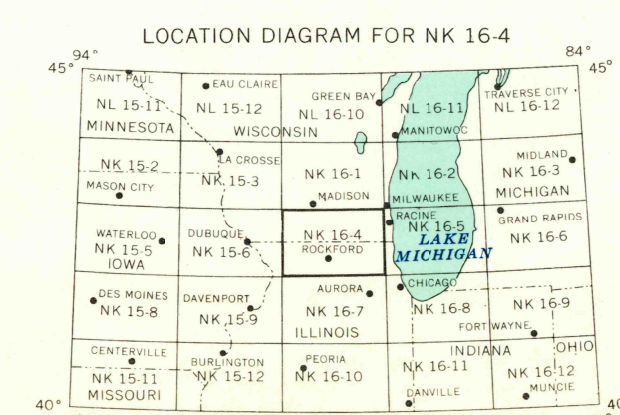 LOCATION DIAGRAM FOR NK 16-4
94° 84°
45° 45°
SAINT PAUL EAU CLAIRE GREEN BAY TRAVERSE CITY
NL 15-11 NL 15-12 NL 16-10 NL 16-11 NL 16-12
MINNESOTA WISCONSIN MANITOWOC
NK 15-2 LA CROSSE NK 15-3 NK 16-1 NK 16-2 MIDLAND NK 16-3
MASON CITY MADISON MILWAUKEE MICHIGAN
WATERLOO DUBUQUE NK 16-4 RACINE NK 16-5 GRAND RAPIDS
NK 15-5 NK 15-6 ROCKFORD LAKE MICHIGAN NK 16-6
IOWA
DES MOINES DAVENPORT AURORA CHICAGO
NK 15-8 NK 15-9 NK 16-7 NK 16-8 NK 16-9
ILLINOIS FORT WAYNE
CENTERVILLE BURLINGTON PEORIA INDIANA OHIO
NK 15-11 NK 15-12 NK 16-10 NK 16-11 NK 16-12
MISSOURI DANVILLE MUNCIE
40° 40